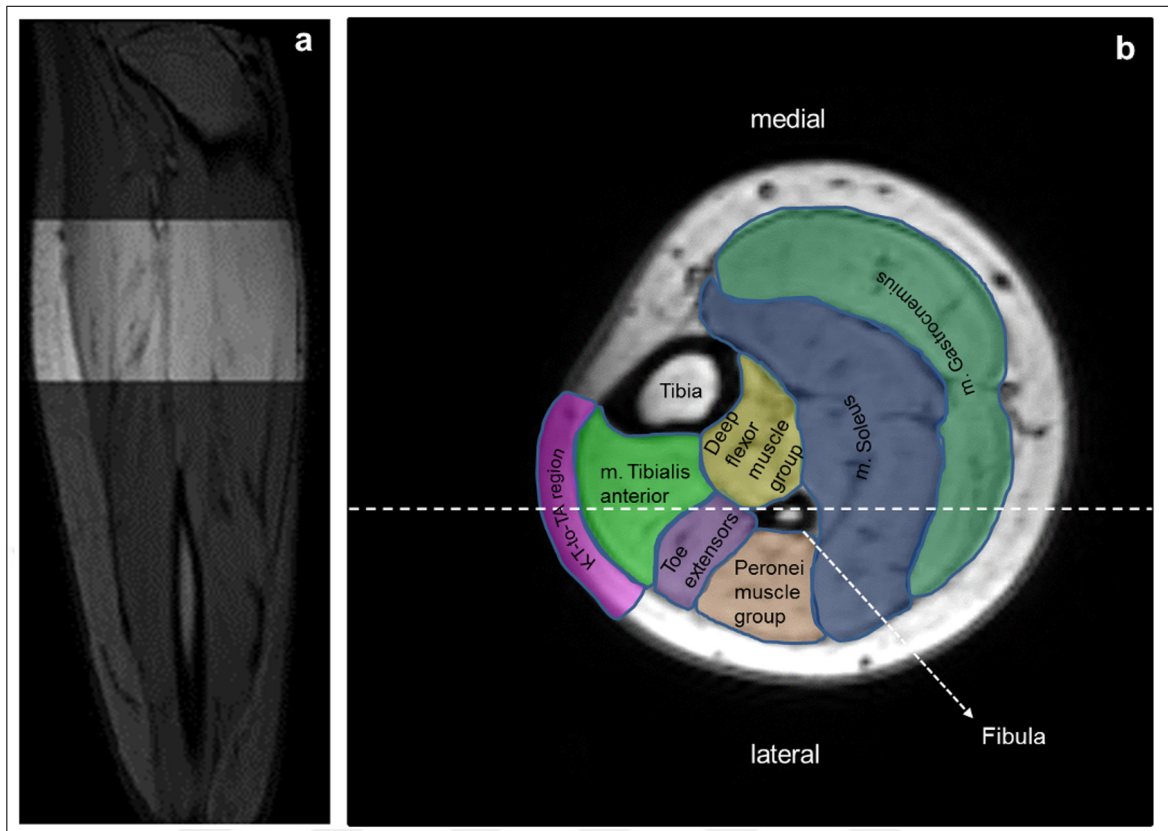 a
b
medial
m. Gastrocnemius
Tibia
Deep
flexor
muscle
group
m. Soleus
KT-to-TA region
m. Tibialis
anterior
Toe
extensors
Peronei
muscle
group
Fibula
lateral